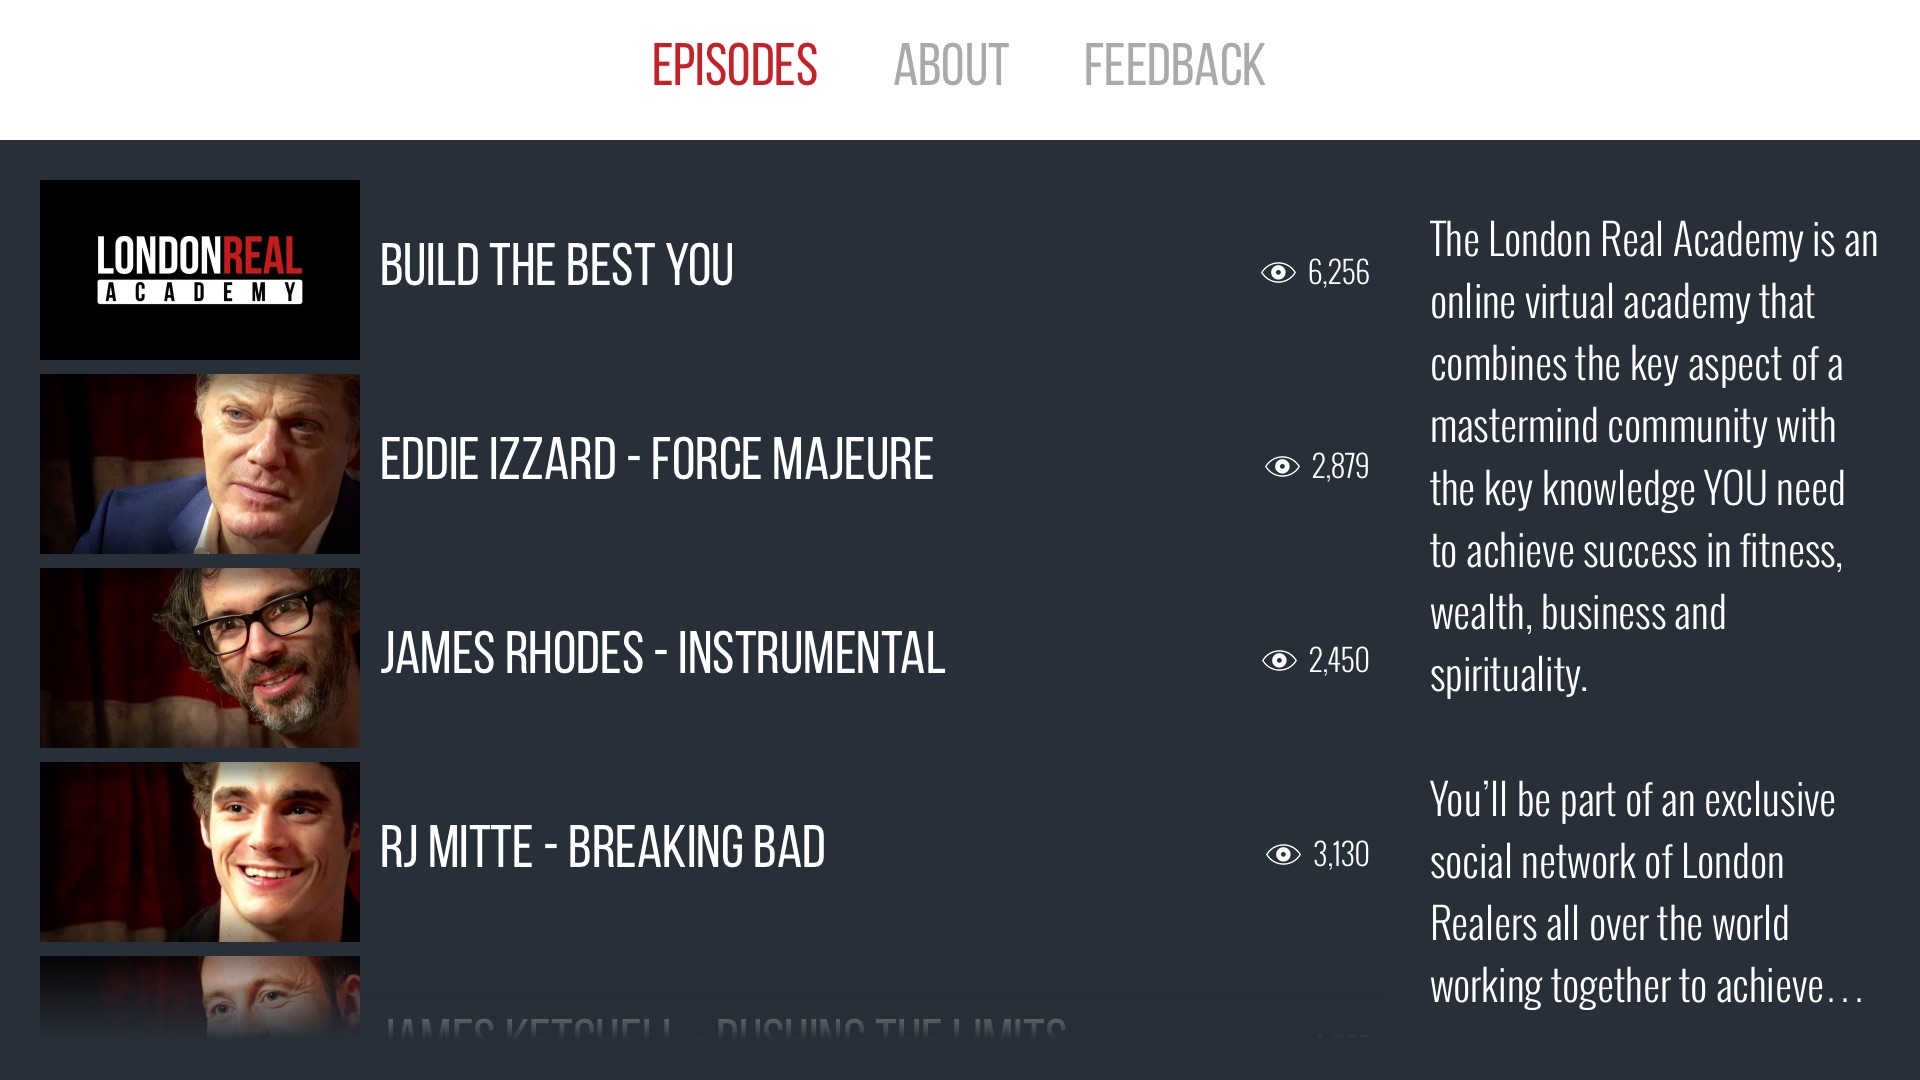 EPISODES ABOUT FEEDBACK
LONDONREAL
ACADEMY
BUILD THE BEST YOU
6,256
EDDIE IZZARD - FORCE MAJEURE
2,879
JAMES RHODES - INSTRUMENTAL
2,450
RJ MITTE - BREAKING BAD
3,130
JAMES KETCHELL - PUSHING THE LIMITS
The London Real Academy is an
online virtual academy that
combines the key aspect of a
mastermind community with
the key knowledge YOU need
to achieve success in fitness,
wealth, business and
spirituality.
You’ll be part of an exclusive
social network of London
Realers all over the world
working together to achieve…